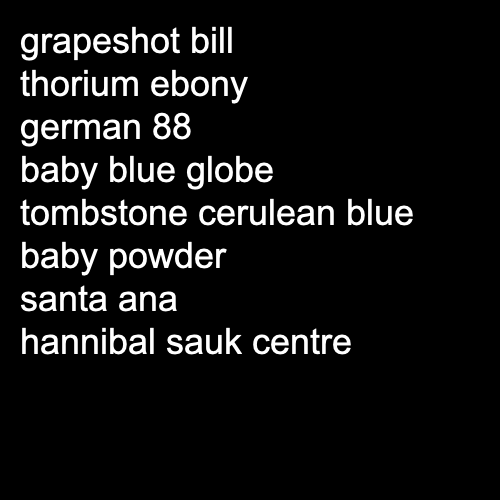 grapeshot bill
thorium ebony
german 88
baby blue globe
tombstone cerulean blue
baby powder
santa ana
hannibal sauk centre